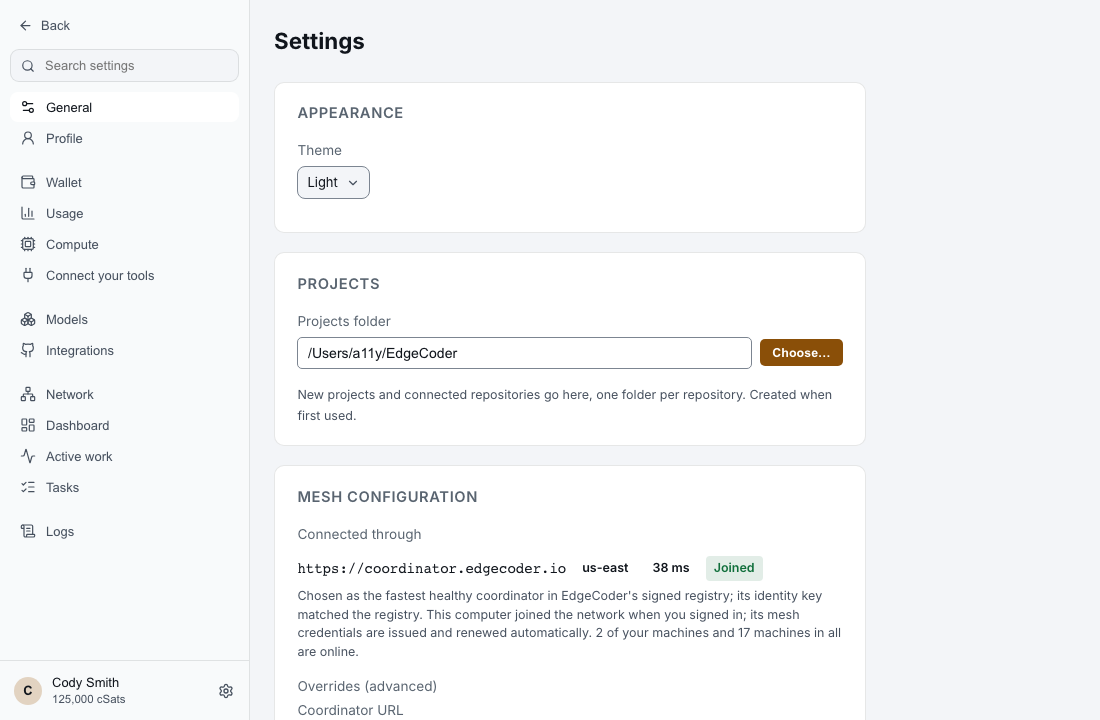 Back
Search settings
General
Profile
Wallet
Usage
Compute
Connect your tools
Models
Integrations
Network
Dashboard
Active work
Tasks
Logs
C
Cody Smith
125,000 cSats
Settings
APPEARANCE
Theme
Light
PROJECTS
Projects folder
/Users/a11y/EdgeCoder
Choose...
New projects and connected repositories go here, one folder per repository. Created when
first used.
MESH CONFIGURATION
Connected through
https://coordinator.edgecoder.io us-east 38 ms Joined
Chosen as the fastest healthy coordinator in EdgeCoder's signed registry; its identity key
matched the registry. This computer joined the network when you signed in; its mesh
credentials are issued and renewed automatically. 2 of your machines and 17 machines in all
are online.
Overrides (advanced)
Coordinator URL